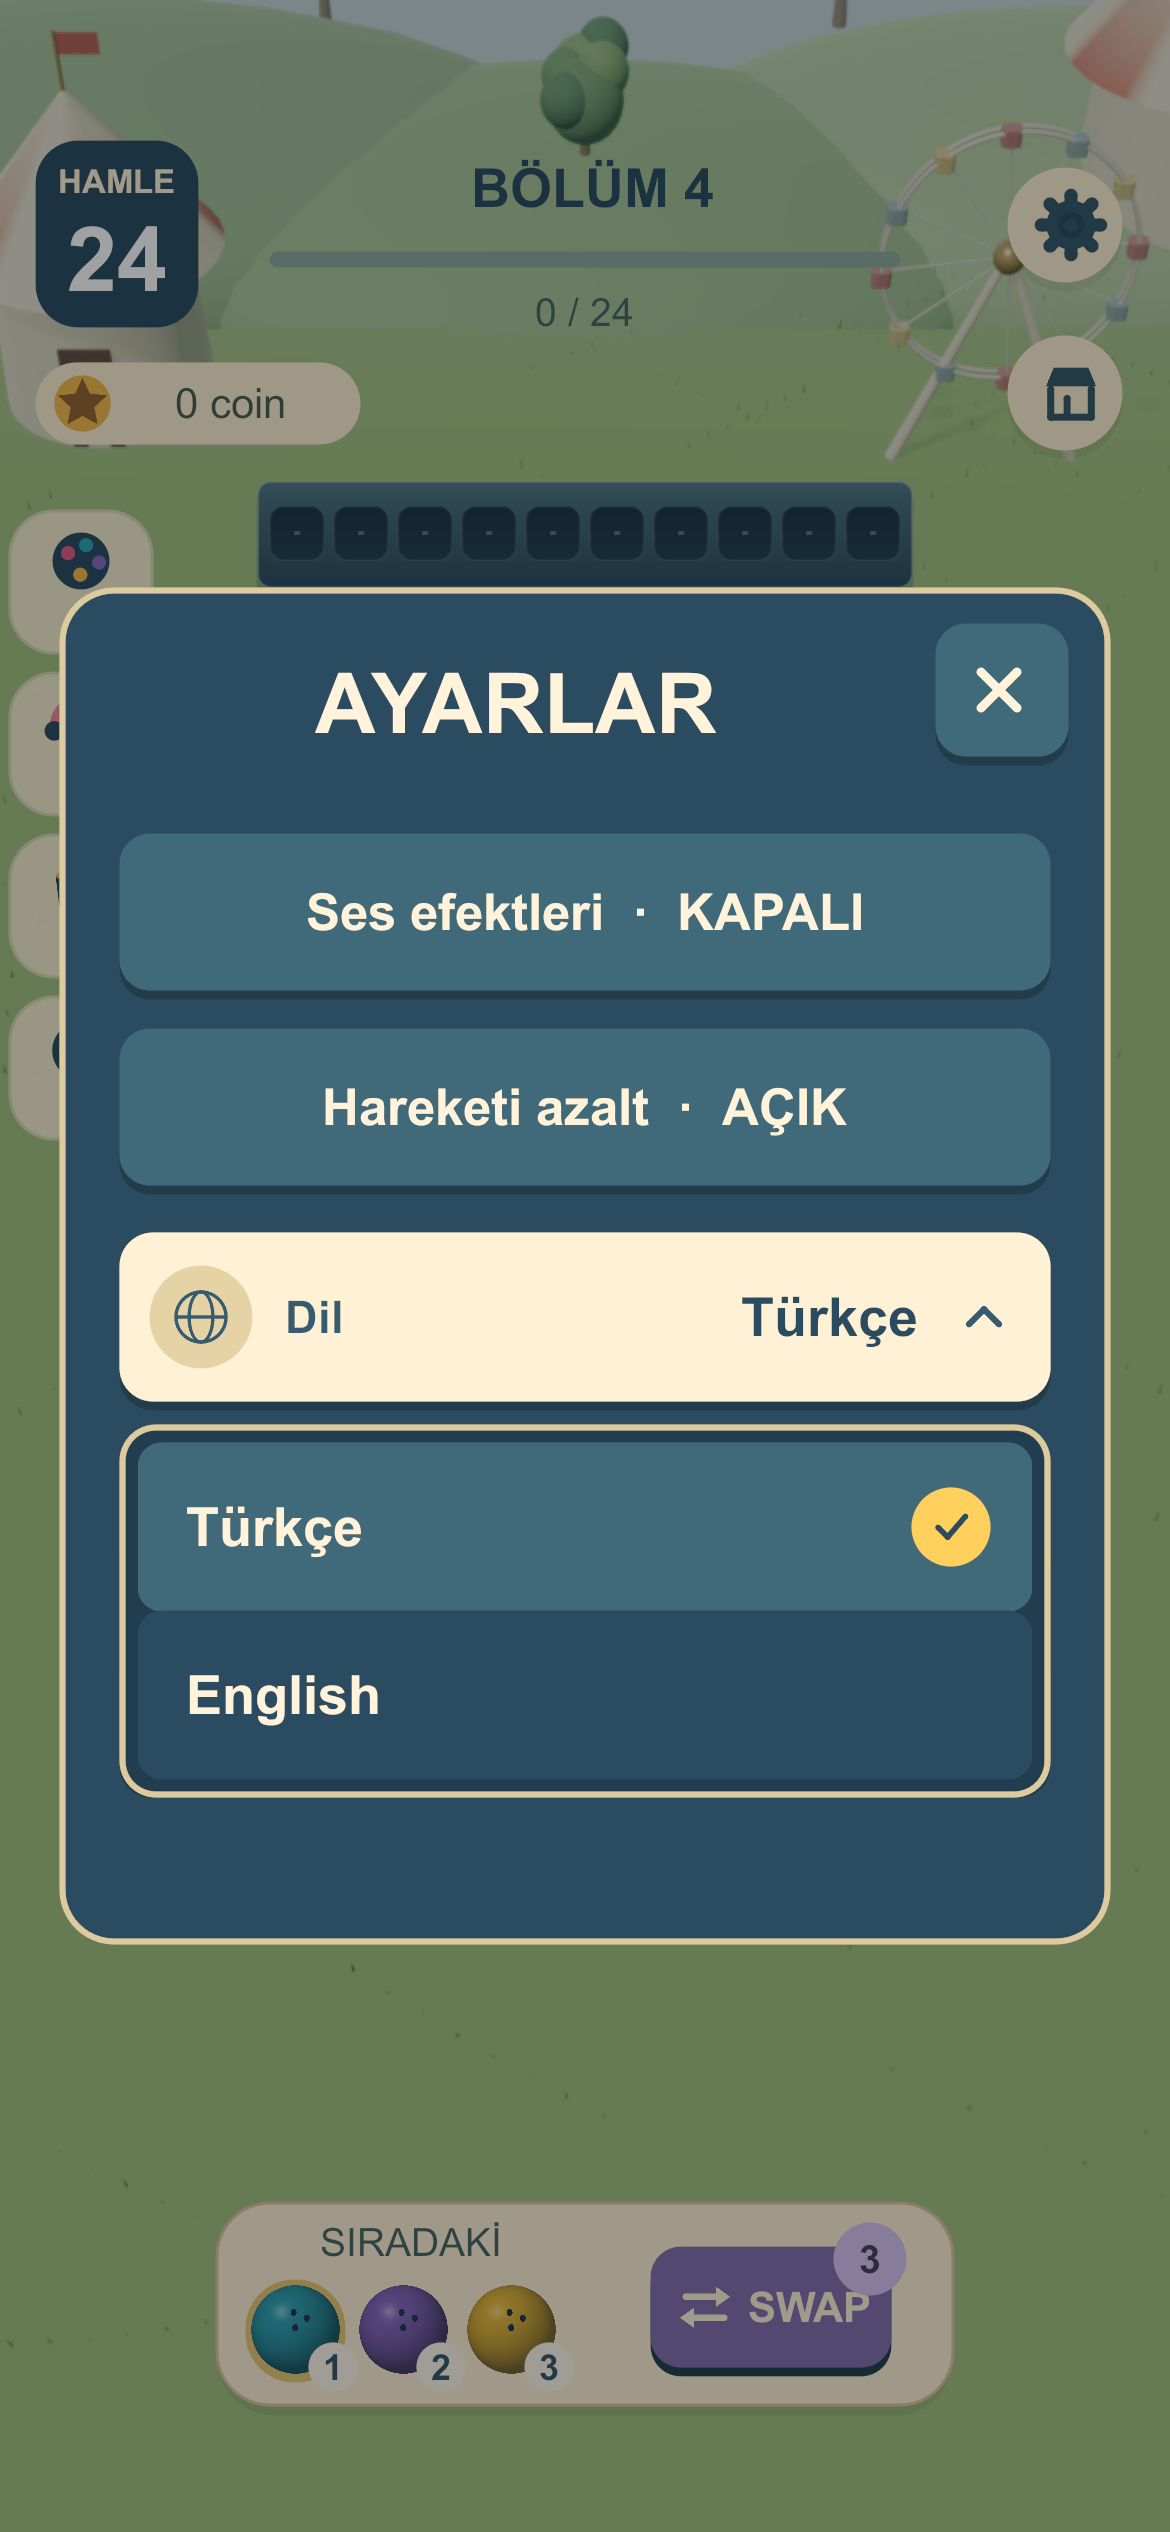 HAMLE
24
BÖLÜM 4
0 / 24
0 coin
AYARLAR
Ses efektleri · KAPALI
Hareketi azalt · AÇIK
Dil
Türkçe
Türkçe
English
SIRADAKİ
1
2
3
SWAP
3